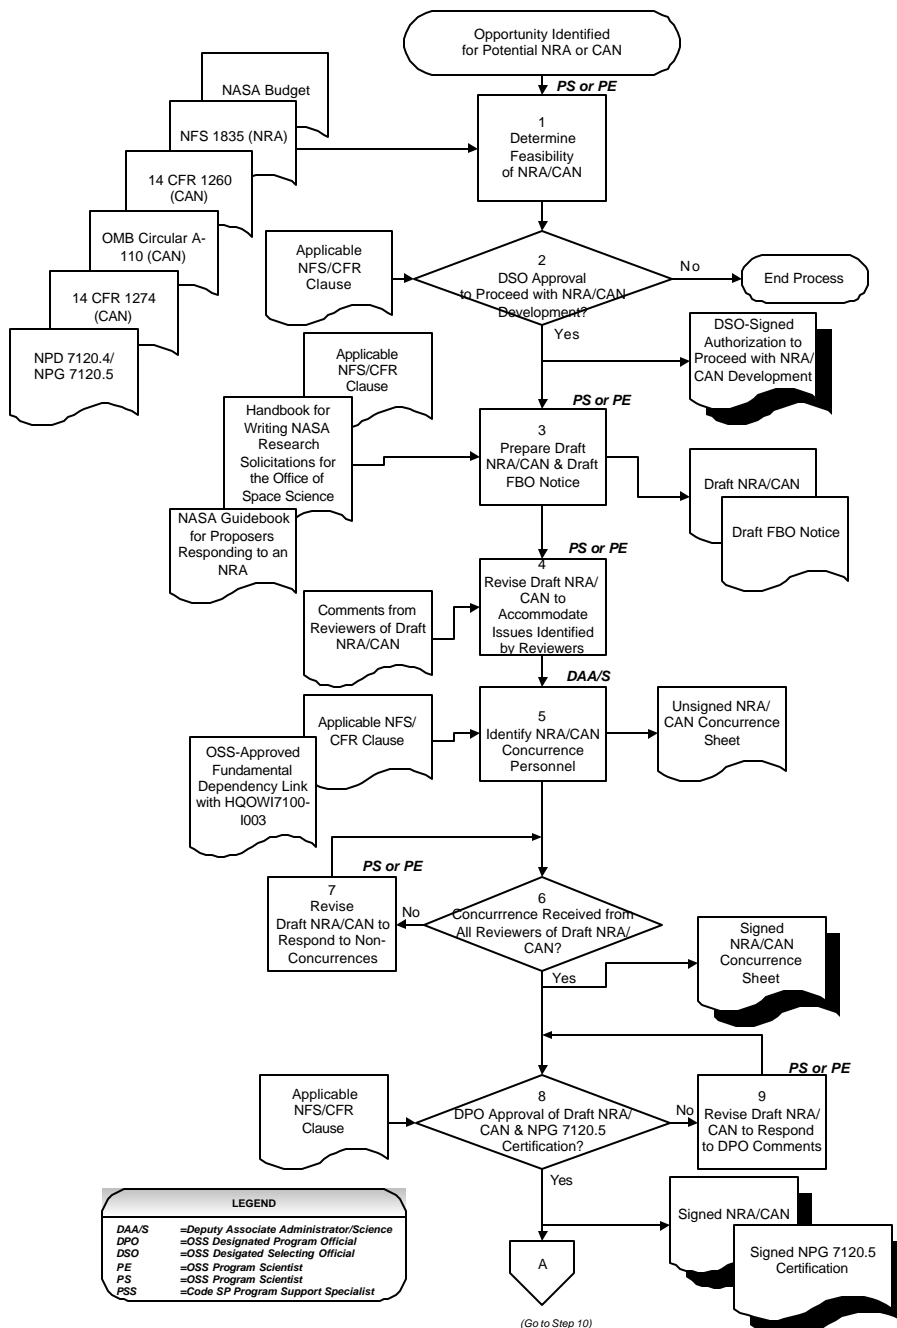 Opportunity Identified
for Potential NRA or CAN
PS or PE
NASA Budget
NFS 1835 (NRA)
14 CFR 1260
(CAN)
OMB Circular A-
110 (CAN)
14 CFR 1274
(CAN)
NPD 7120.4/
NPG 7120.5
1
Determine
Feasibility
of NRA/CAN
Applicable
NFS/CFR
Clause
2
DSO Approval
to Proceed with NRA/CAN
Development?
No
End Process
Yes
DSO-Signed
Authorization to
Proceed with NRA/
CAN Development
Applicable
NFS/CFR
Clause
Handbook for
Writing NASA
Research
Solicitations for
the Office of
Space Science
NASA Guidebook
for Proposers
Responding to an
NRA
PS or PE
3
Prepare Draft
NRA/CAN & Draft
FBO Notice
Draft NRA/CAN
Draft FBO Notice
PS or PE
4
Revise Draft NRA/
CAN to
Accommodate
Issues Identified
by Reviewers
Comments from
Reviewers of Draft
NRA/CAN
DAA/S
5
Identify NRA/CAN
Concurrence
Personnel
Applicable NFS/
CFR Clause
OSS-Approved
Fundamental
Dependency Link
with HQOWI7100-
I003
Unsigned NRA/
CAN Concurrence
Sheet
PS or PE
7
Revise
Draft NRA/CAN to
Respond to Non-
Concurrences
No
6
Concurrrence Received from
All Reviewers of Draft NRA/
CAN?
Yes
Signed
NRA/CAN
Concurrence
Sheet
Applicable
NFS/CFR
Clause
8
DPO Approval of Draft NRA/
CAN & NPG 7120.5
Certification?
No
PS or PE
9
Revise Draft NRA/
CAN to Respond
to DPO Comments
Yes
Signed NRA/CAN
Signed NPG 7120.5
Certification
A
(Go to Step 10)
LEGEND
DAA/S =Deputy Associate Administrator/Science
DPO =OSS Designated Program Official
DSO =OSS Desigated Selecting Official
PE =OSS Program Scientist
PS =OSS Program Scientist
PSS =Code SP Program Support Specialist